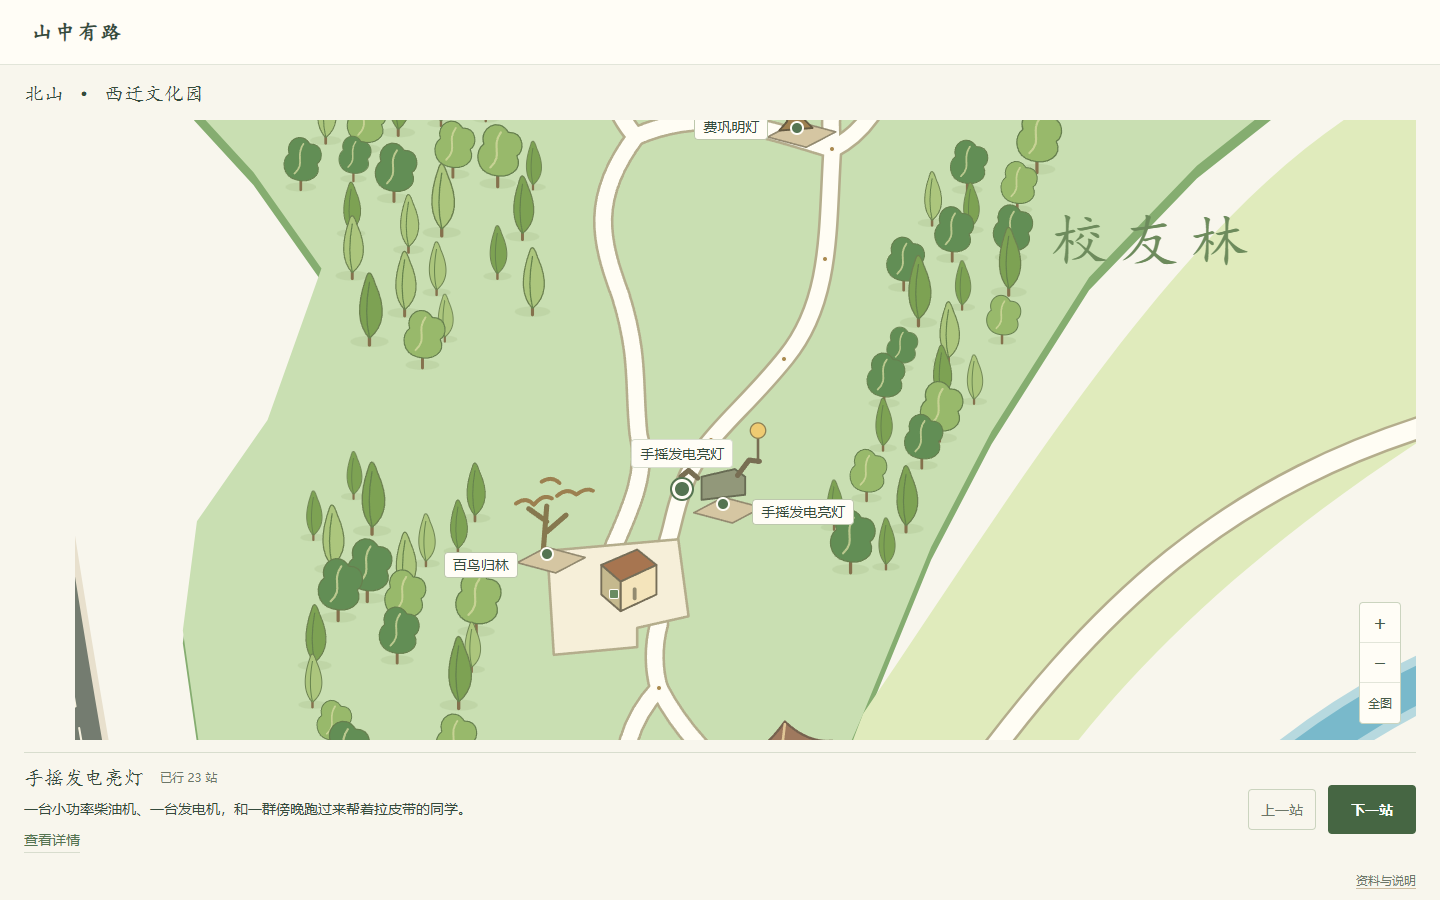 山中有路
北山 • 西迁文化园
费巩明灯
校友林
手摇发电亮灯
手摇发电亮灯
百鸟归林
+
−
全图
手摇发电亮灯 已行 23 站
一台小功率柴油机、一台发电机，和一群傍晚跑过来帮着拉皮带的同学。
查看详情
上一站
下一站
资料与说明